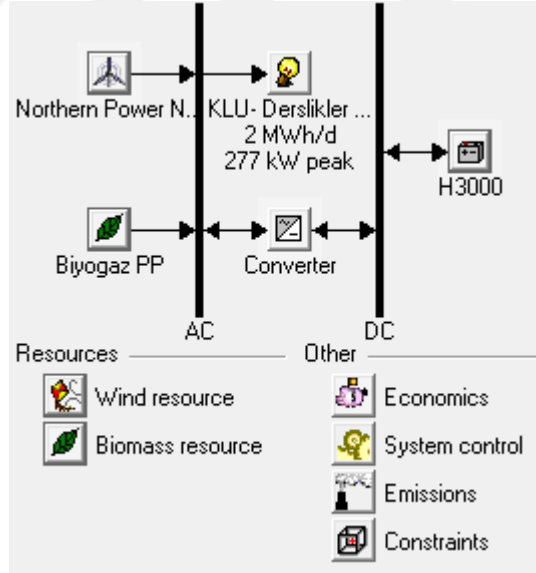 Northern Power N...
KLU- Derslikler ...
2 MWh/d
277 kW peak
H3000
Biyogaz PP
Converter
AC
DC
Resources
Other
Wind resource
Economics
Biomass resource
System control
Emissions
Constraints